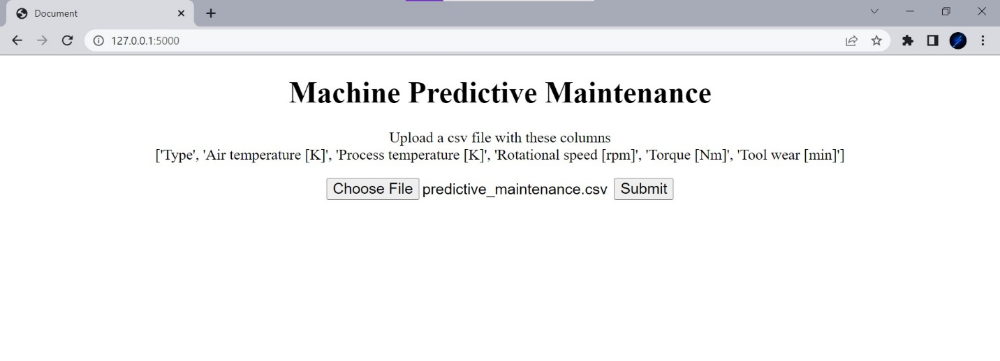 Document
127.0.0.1:5000
Machine Predictive Maintenance
Upload a csv file with these columns
['Type', 'Air temperature [K]', 'Process temperature [K]', 'Rotational speed [rpm]', 'Torque [Nm]', 'Tool wear [min]']
Choose File predictive_maintenance.csv Submit